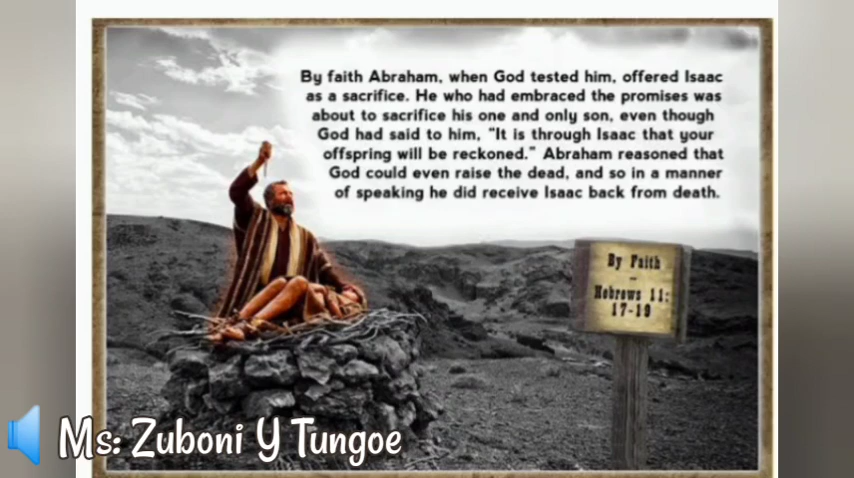 By faith Abraham, when God tested him, offered Isaac
as a sacrifice. He who had embraced the promises was
about to sacrifice his one and only son, even though
God had said to him, "It is through Isaac that your
offspring will be reckoned." Abraham reasoned that
God could even raise the dead, and so in a manner
of speaking he did receive Isaac back from death.
By Faith
–
Hebrews 11:
17-19
Ms: Zuboni Y Tungoe